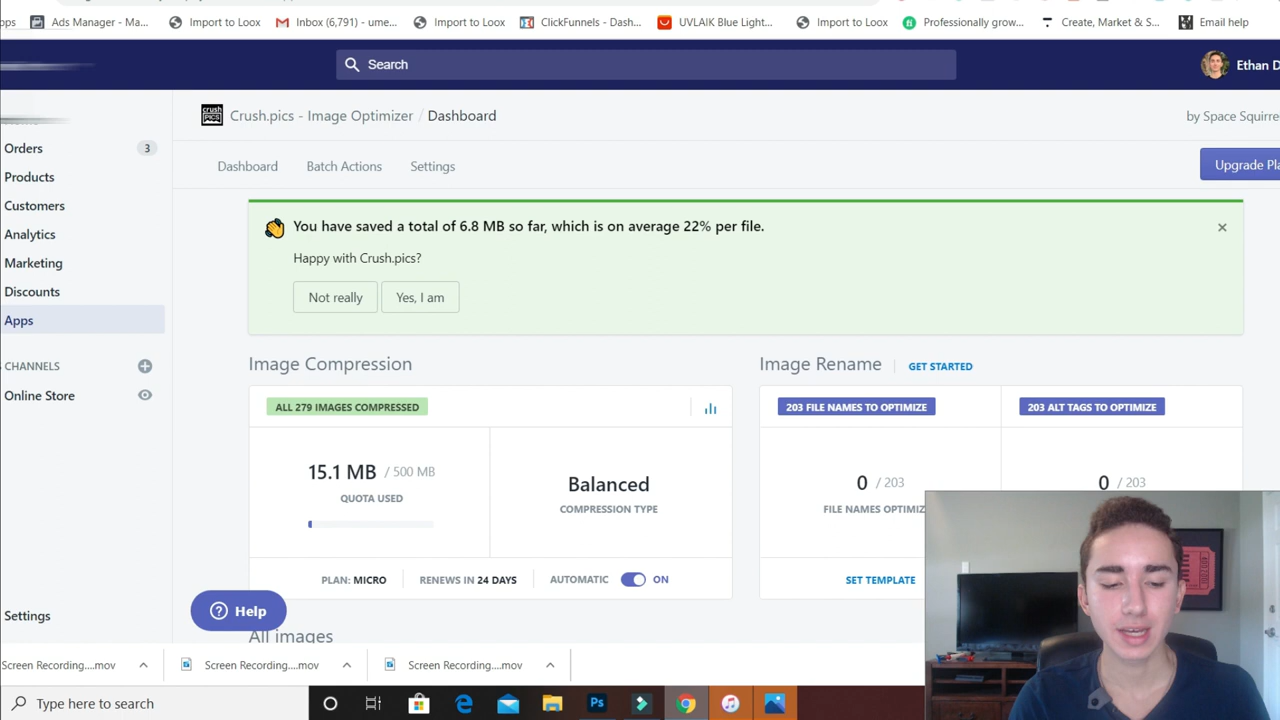 Ads Manager - Ma... Import to Loox Inbox (6,791) - ume... Import to Loox ClickFunnels - Dash... UVLAIK Blue Light... Import to Loox Professionally grow... Create, Market & S... Email help
Search
Ethan D
crush PICS Crush.pics - Image Optimizer / Dashboard
by Space Squirre
Orders 3
Products
Customers
Analytics
Marketing
Discounts
Apps
CHANNELS
Online Store
Settings
Dashboard Batch Actions Settings
Upgrade Pla
You have saved a total of 6.8 MB so far, which is on average 22% per file.
Happy with Crush.pics?
Not really Yes, I am
Image Compression
ALL 279 IMAGES COMPRESSED
15.1 MB / 500 MB
QUOTA USED
Balanced
COMPRESSION TYPE
PLAN: MICRO RENEWS IN 24 DAYS AUTOMATIC ON
Image Rename GET STARTED
203 FILE NAMES TO OPTIMIZE 203 ALT TAGS TO OPTIMIZE
0 / 203 0 / 203
FILE NAMES OPTIMIZ
SET TEMPLATE
Help
All images
Screen Recording....mov Screen Recording....mov Screen Recording....mov
Type here to search
Ps